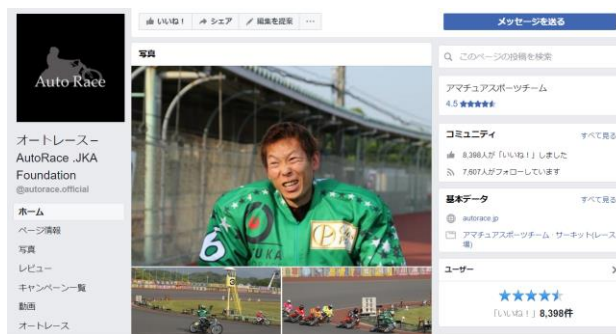 Auto Race
オートレース –
AutoRace .JKA
Foundation
@autorace.official
ホーム
ページ情報
写真
レビュー
キャンペーン一覧
動画
オートレース
いいね！ シェア 編集を提案 ...
写真
メッセージを送る
このページの投稿を検索
アマチュアスポーツチーム
4.5
コミュニティ すべて見る
8,398人が「いいね！」しました
7,607人がフォローしています
基本データ すべて見る
autorace.jp
アマチュアスポーツチーム · サーキット(レース
場)
ユーザー
「いいね！」8,398件